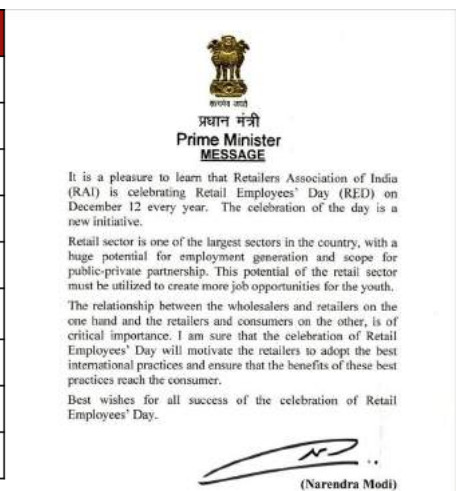 प्रधान मंत्री
Prime Minister
MESSAGE
It is a pleasure to learn that Retailers Association of India
(RAI) is celebrating Retail Employees' Day (RED) on
December 12 every year. The celebration of the day is a
new initiative.
Retail sector is one of the largest sectors in the country, with a
huge potential for employment generation and scope for
public-private partnership. This potential of the retail sector
must be utilized to create more job opportunities for the youth.
The relationship between the wholesalers and retailers on the
one hand and the retailers and consumers on the other, is of
critical importance. I am sure that the celebration of Retail
Employees' Day will motivate the retailers to adopt the best
international practices and ensure that the benefits of these best
practices reach the consumer.
Best wishes for all success of the celebration of Retail
Employees' Day.
(Narendra Modi)